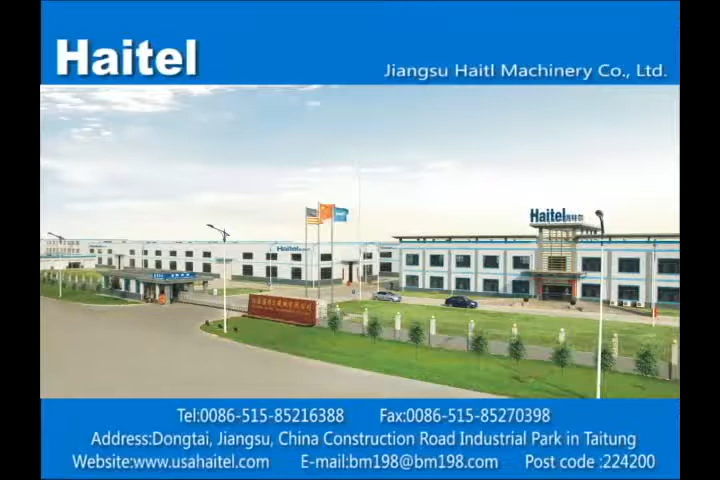 Haitel
Jiangsu Haitl Machinery Co., Ltd.
Haitel
Haitel
Tel:0086-515-85216388 Fax:0086-515-85270398
Address:Dongtai, Jiangsu, China Construction Road Industrial Park in Taitung
Website:www.usahaitel.com E-mail:bm198@bm198.com Post code :224200